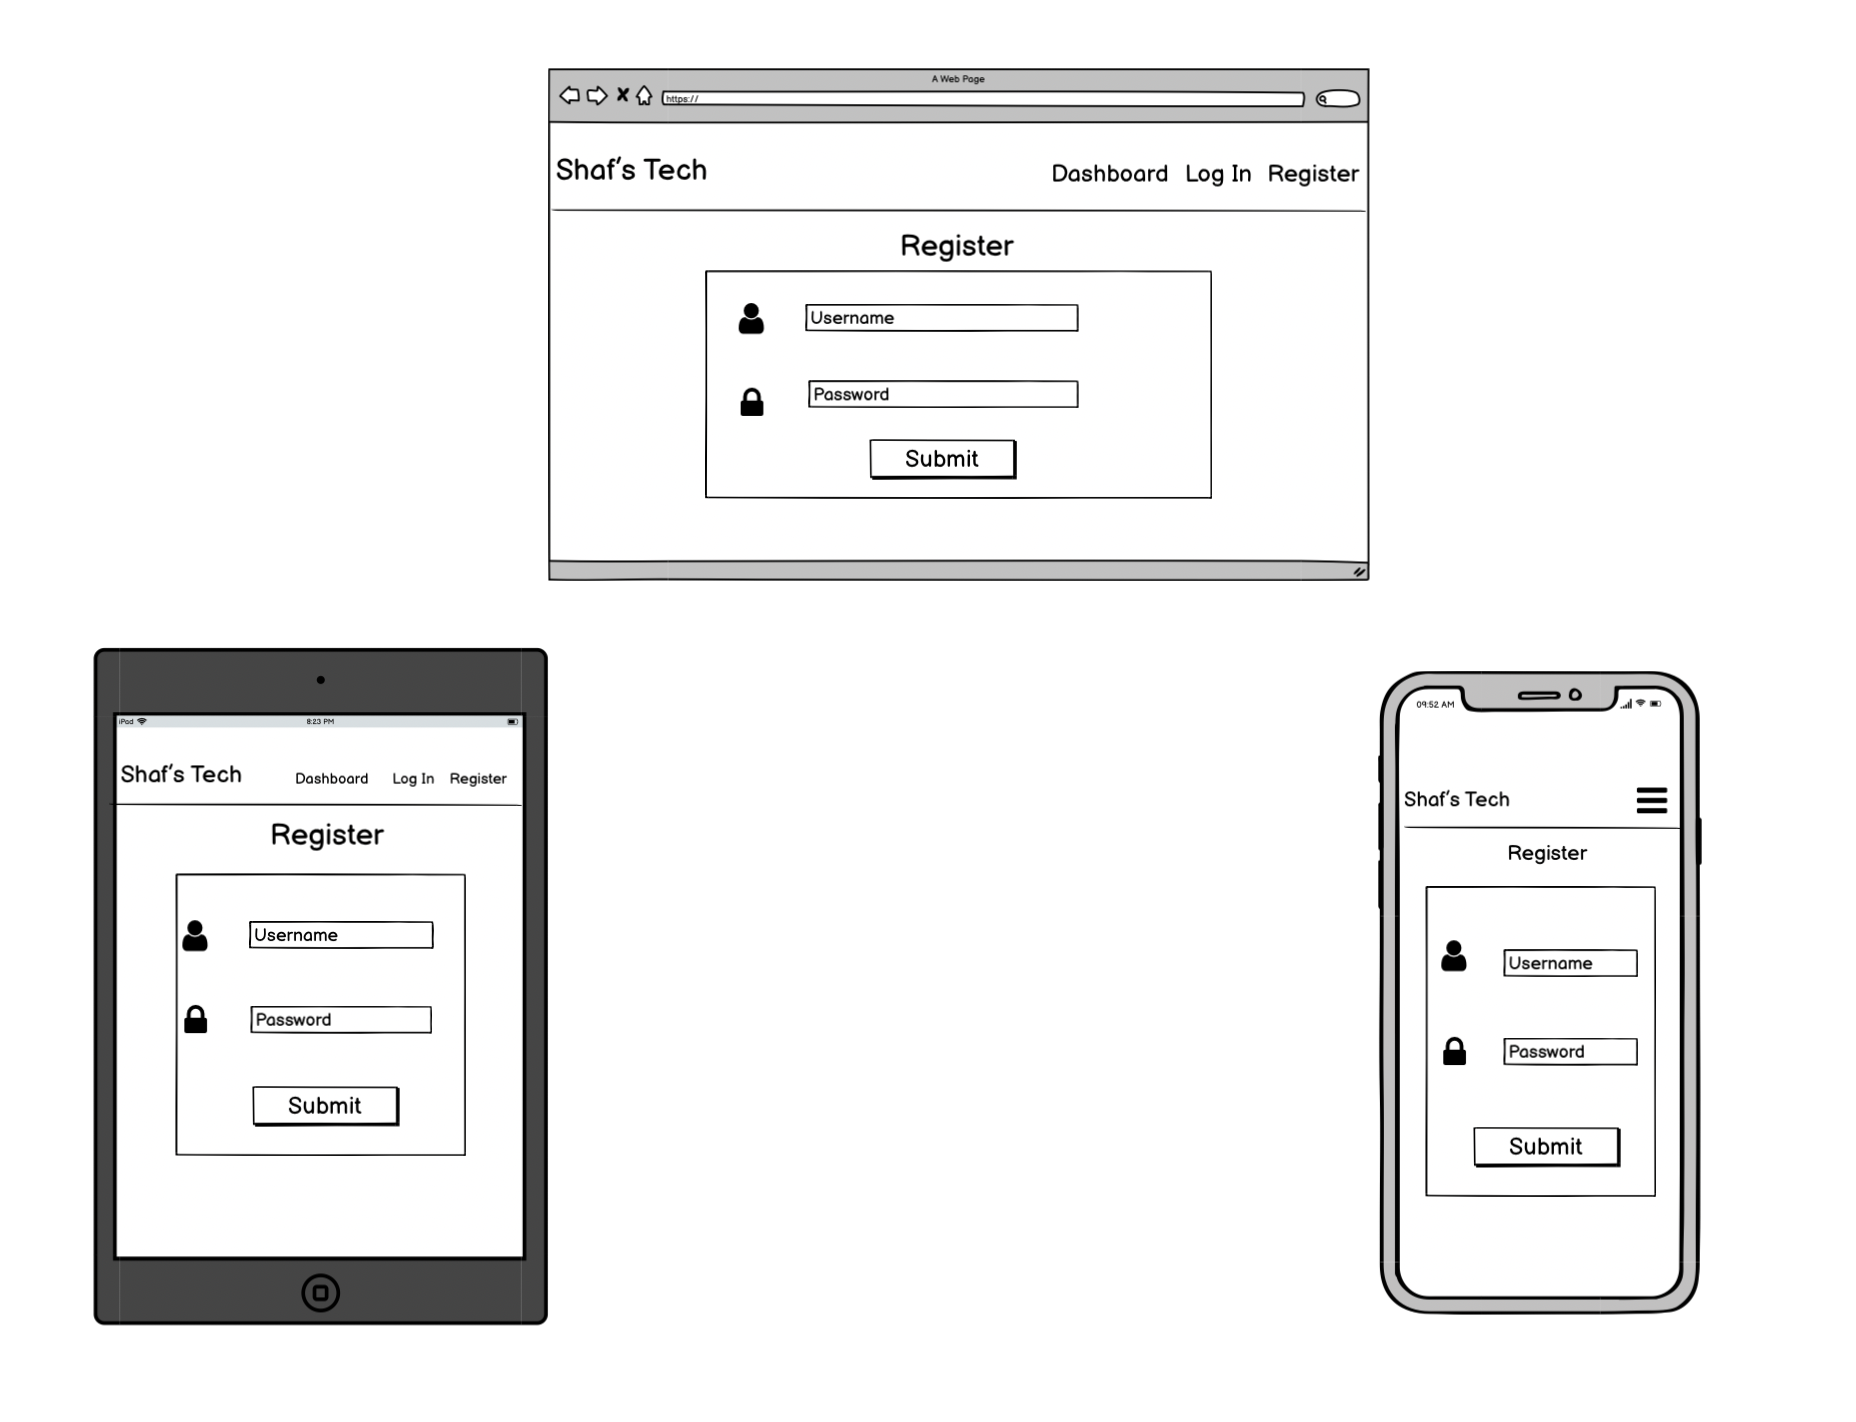 A Web Page
https://
Shaf's Tech Dashboard Log In Register
Register
Username
Password
Submit
iPad 8:23 PM
Shaf's Tech Dashboard Log In Register
Register
Username
Password
Submit
09:52 AM
Shaf's Tech
Register
Username
Password
Submit